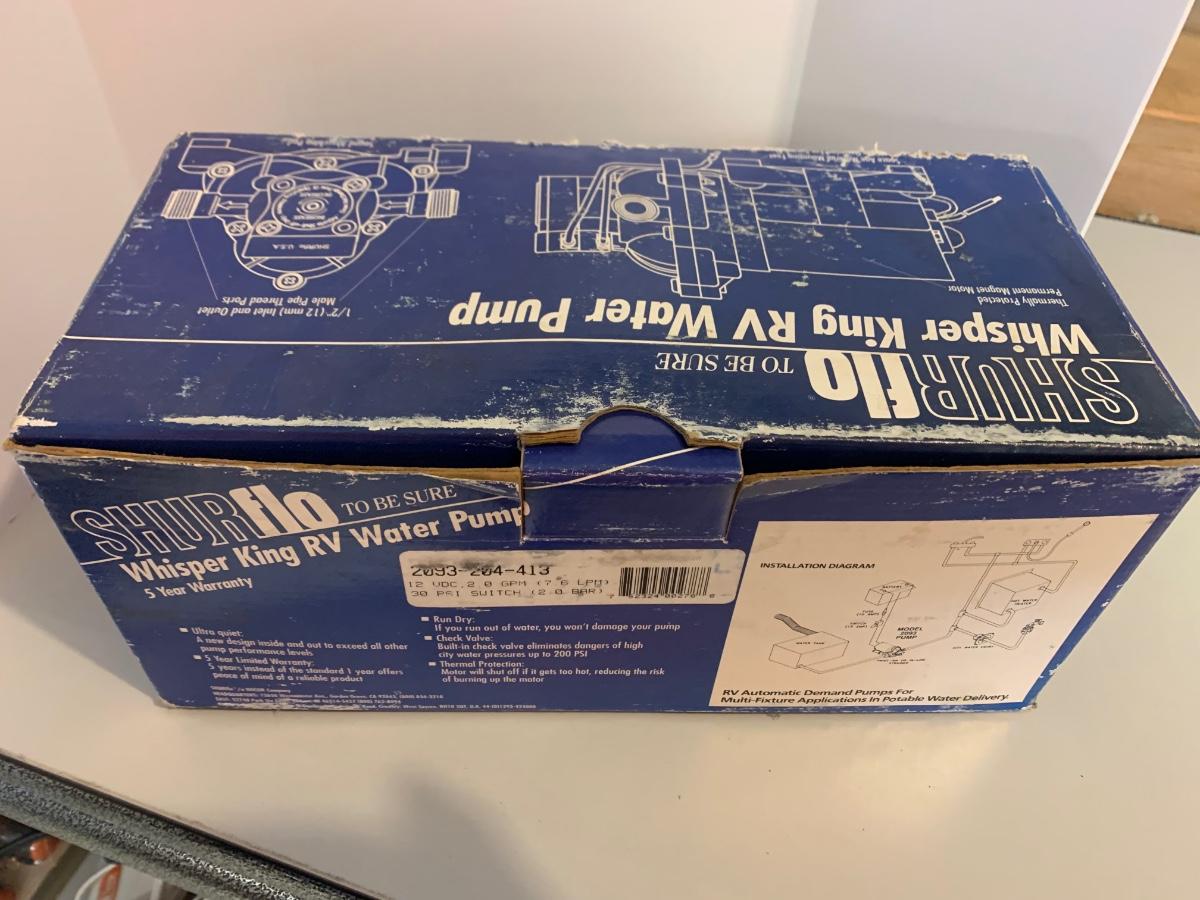 SHURflo TO BE SURE
Whisper King RV Water Pump
Thermally Protected
Permanent Magnet Motor
1/2" (12 mm) Inlet and Outlet
Male Pipe Thread Ports
SHURflo U.S.A.
SHURflo TO BE SURE
Whisper King RV Water Pump
5 Year Warranty
2093-204-413
12 VDC, 2.0 GPM (7.6 LPM)
30 PSI SWITCH (2.0 BAR)
Ultra quiet:
A new design inside and out to exceed all other
pump performance levels
5 Year Limited Warranty:
5 years instead of the standard 1 year offers
peace of mind of a reliable product
Run Dry:
If you run out of water, you won't damage your pump
Check Valve:
Built-in check valve eliminates dangers of high
city water pressures up to 200 PSI
Thermal Protection:
Motor will shut off if it gets too hot, reducing the risk
of burning up the motor
INSTALLATION DIAGRAM
BATTERY
HOT WATER
HEATER
WATER TANK
MODEL
2093
PUMP
RV Automatic Demand Pumps For
Multi-Fixture Applications In Potable Water Delivery.